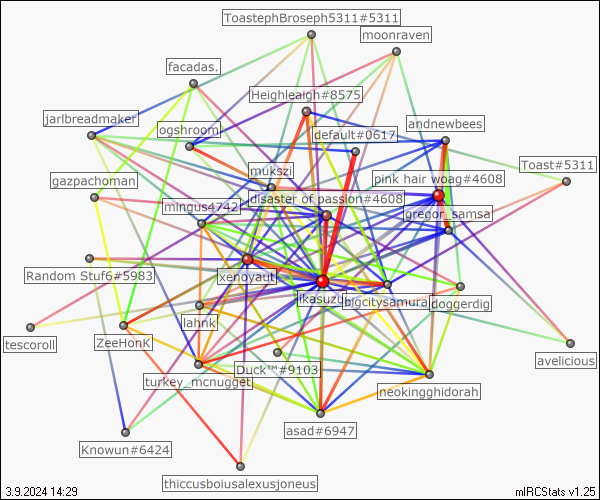 ToastephBroseph5311#5311
moonraven
facadas.
Heighleigh#8575
jarlbreadmaker
ogshroom
default#0617
andnewbees
mukszi
pink hair woag#4608
Toast#5311
gazpachoman
mingus4742
disaster of passion#4608
gregor_samsa
Random Stuf6#5983
xenoyaut
ikasuzu
bigcitysamura
doggerdig
tescoroll
ZeeHonK
lahnk
avelicious
turkey_mcnugget
Duck™#9103
neokingghidorah
Knowun#6424
asad#6947
thiccusboiusalexusjoneus
3.9.2024 14:29
mIRCStats v1.25